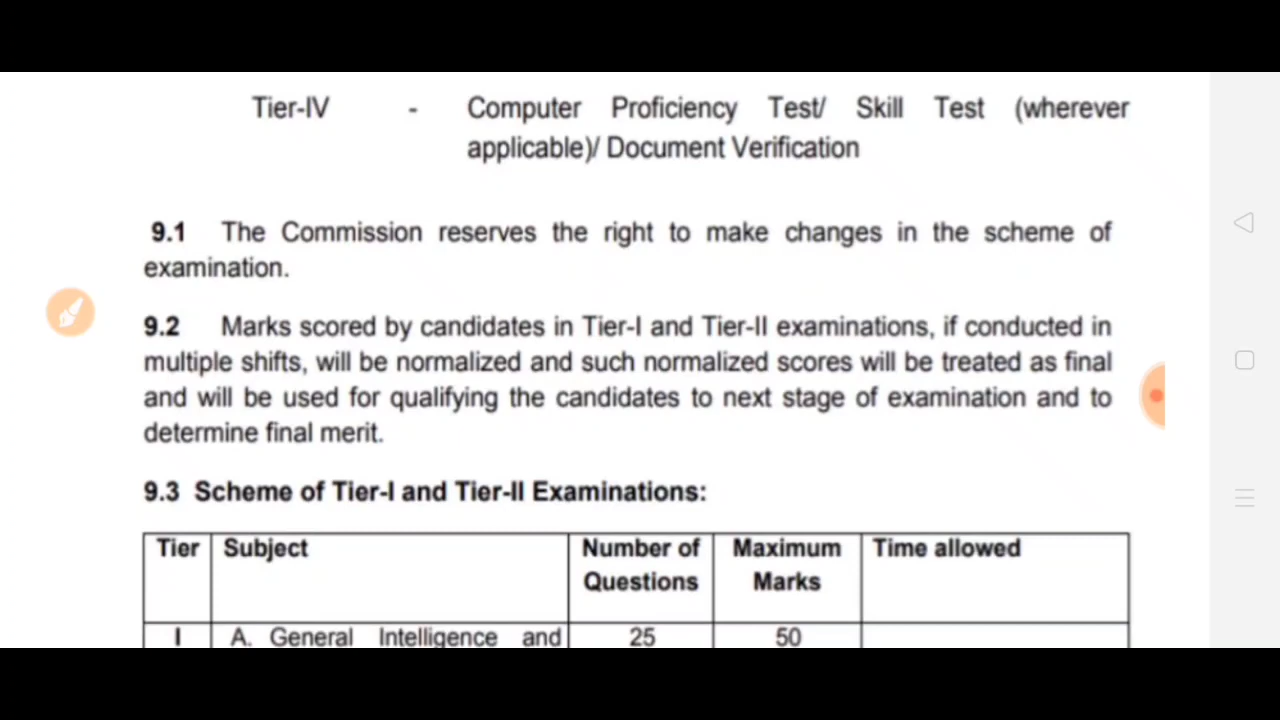 Tier-IV - Computer Proficiency Test/ Skill Test (wherever
applicable)/ Document Verification
9.1 The Commission reserves the right to make changes in the scheme of
examination.
9.2 Marks scored by candidates in Tier-I and Tier-II examinations, if conducted in
multiple shifts, will be normalized and such normalized scores will be treated as final
and will be used for qualifying the candidates to next stage of examination and to
determine final merit.
9.3 Scheme of Tier-I and Tier-II Examinations:
Tier Subject Number of Maximum Time allowed
Questions Marks
I A. General Intelligence and 25 50